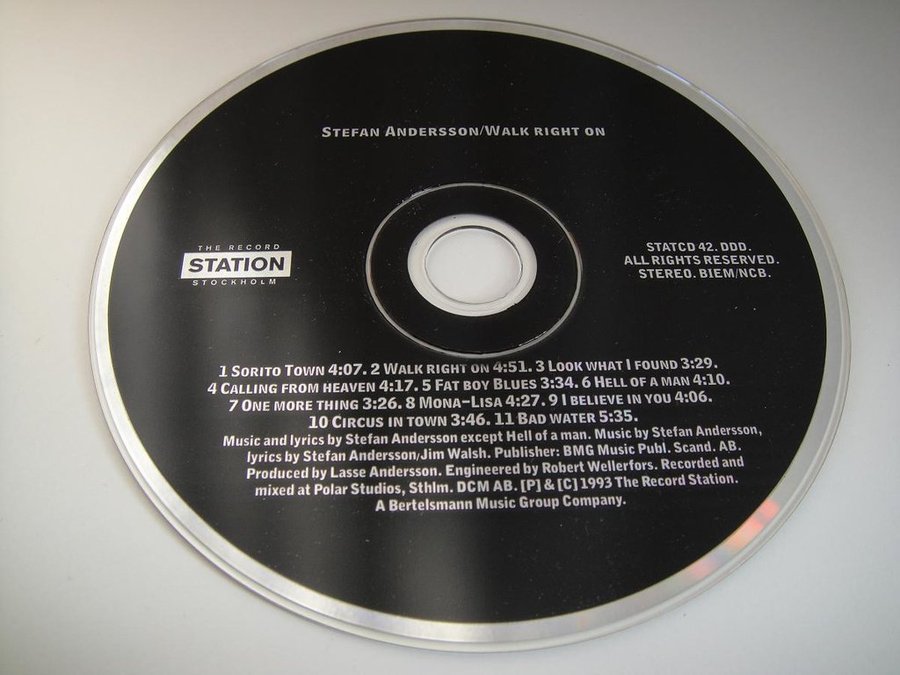 STEFAN ANDERSSON/WALK RIGHT ON
THE RECORD
STATION
STOCKHOLM
STATCD 42. DDD.
ALL RIGHTS RESERVED.
STEREO. BIEM/NCB.
1 SORITO TOWN 4:07. 2 WALK RIGHT ON 4:51. 3 LOOK WHAT I FOUND 3:29.
4 CALLING FROM HEAVEN 4:17. 5 FAT BOY BLUES 3:34. 6 HELL OF A MAN 4:10.
7 ONE MORE THING 3:26. 8 MONA-LISA 4:27. 9 I BELIEVE IN YOU 4:06.
10 CIRCUS IN TOWN 3:46. 11 BAD WATER 5:35.
Music and lyrics by Stefan Andersson except Hell of a man. Music by Stefan Andersson,
lyrics by Stefan Andersson/Jim Walsh. Publisher: BMG Music Publ. Scand. AB.
Produced by Lasse Andersson. Engineered by Robert Wellerfors. Recorded and
mixed at Polar Studios, Sthlm. DCM AB. [P] & [C] 1993 The Record Station.
A Bertelsmann Music Group Company.